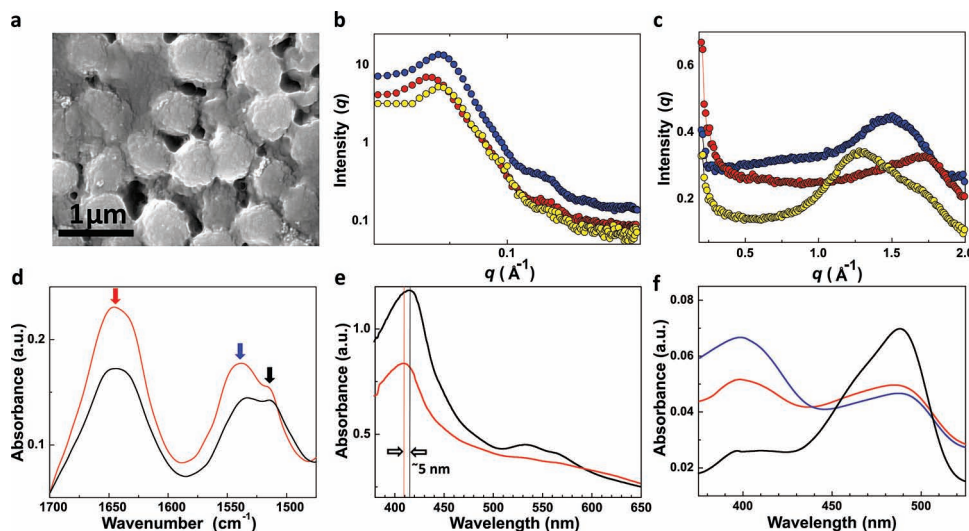 a
1μm
b
Intensity (q)
10
1
0.1
0.1
q ( Å-1)
c
Intensity (q)
0.6
0.4
0.2
0.5
1.0
1.5
2.0
q ( Å-1)
d
Absorbance (a.u.)
0.2
0.1
1700
1650
1600
1550
1500
Wavenumber (cm-1)
e
Absorbance (a.u.)
1.0
0.5
~5 nm
400
450
500
550
600
650
Wavelength (nm)
f
Absorbance (a.u.)
0.08
0.06
0.04
0.02
400
450
500
Wavelength (nm)